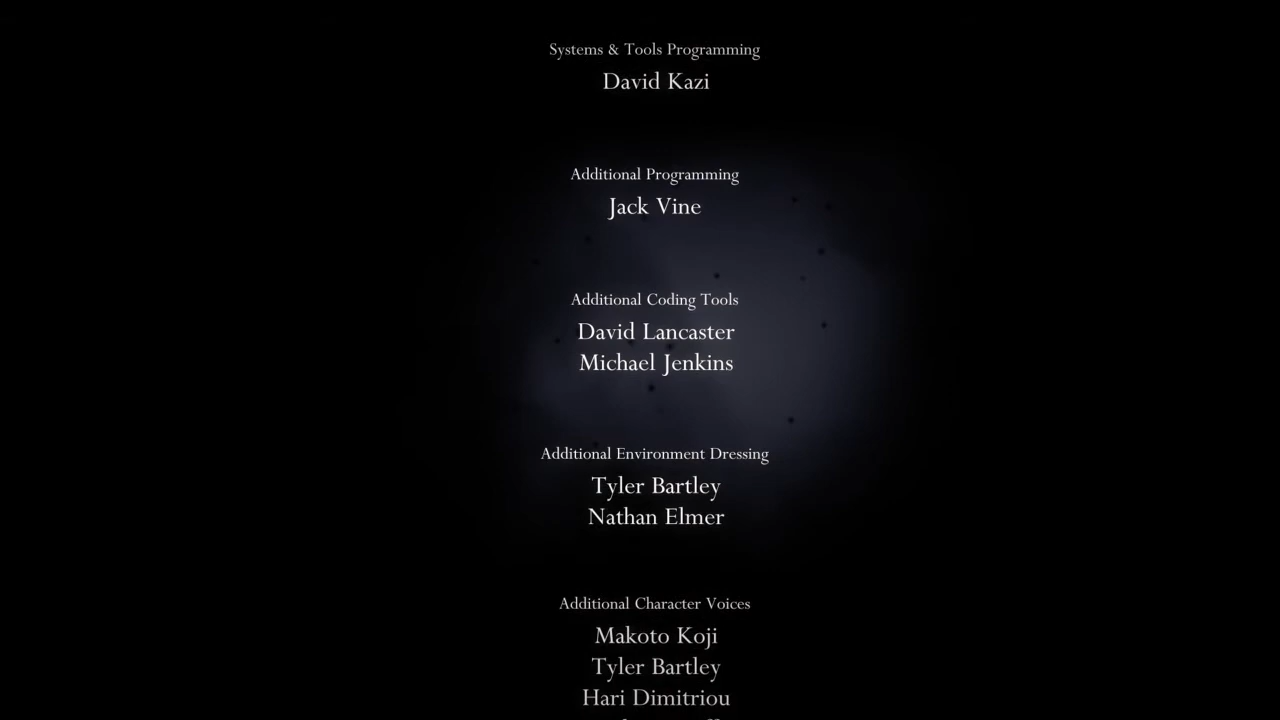 Systems & Tools Programming
David Kazi
Additional Programming
Jack Vine
Additional Coding Tools
David Lancaster
Michael Jenkins
Additional Environment Dressing
Tyler Bartley
Nathan Elmer
Additional Character Voices
Makoto Koji
Tyler Bartley
Hari Dimitriou